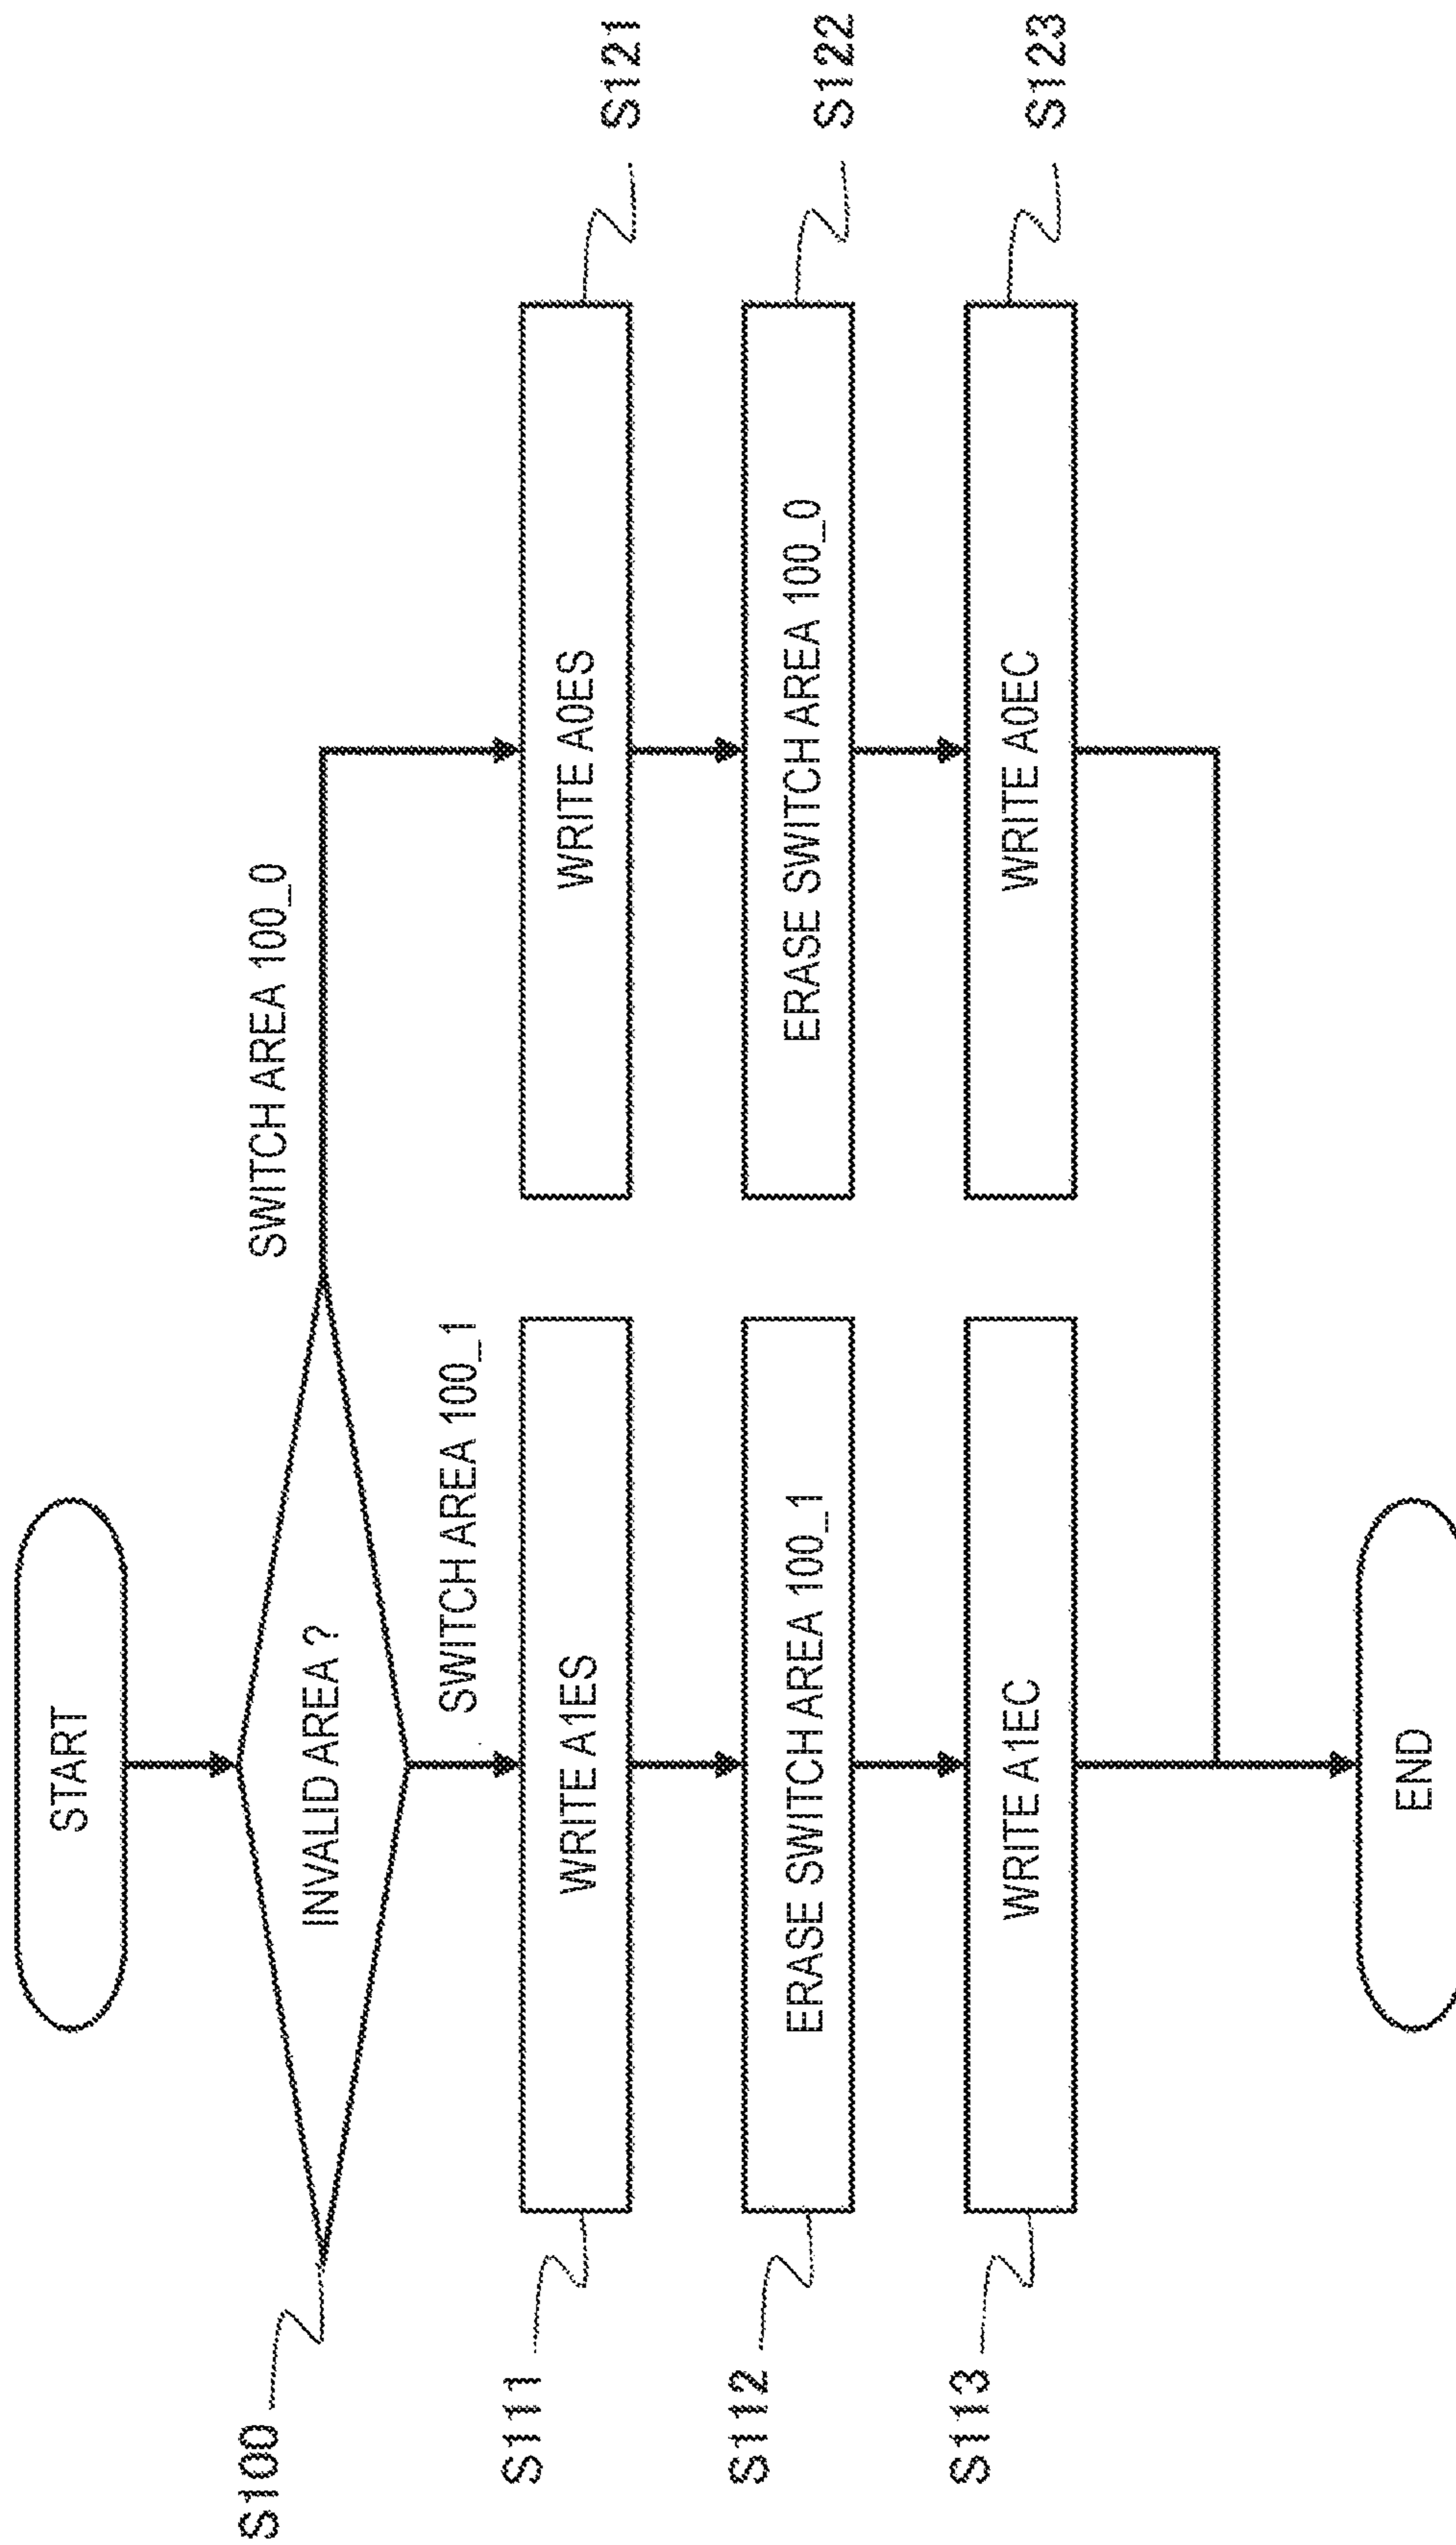 START
S100
INVALID AREA ?
SWITCH AREA 100_0
SWITCH AREA 100_1
S111
WRITE A1ES
WRITE A0ES
S121
S112
ERASE SWITCH AREA 100_1
ERASE SWITCH AREA 100_0
S122
S113
WRITE A1EC
WRITE A0EC
S123
END